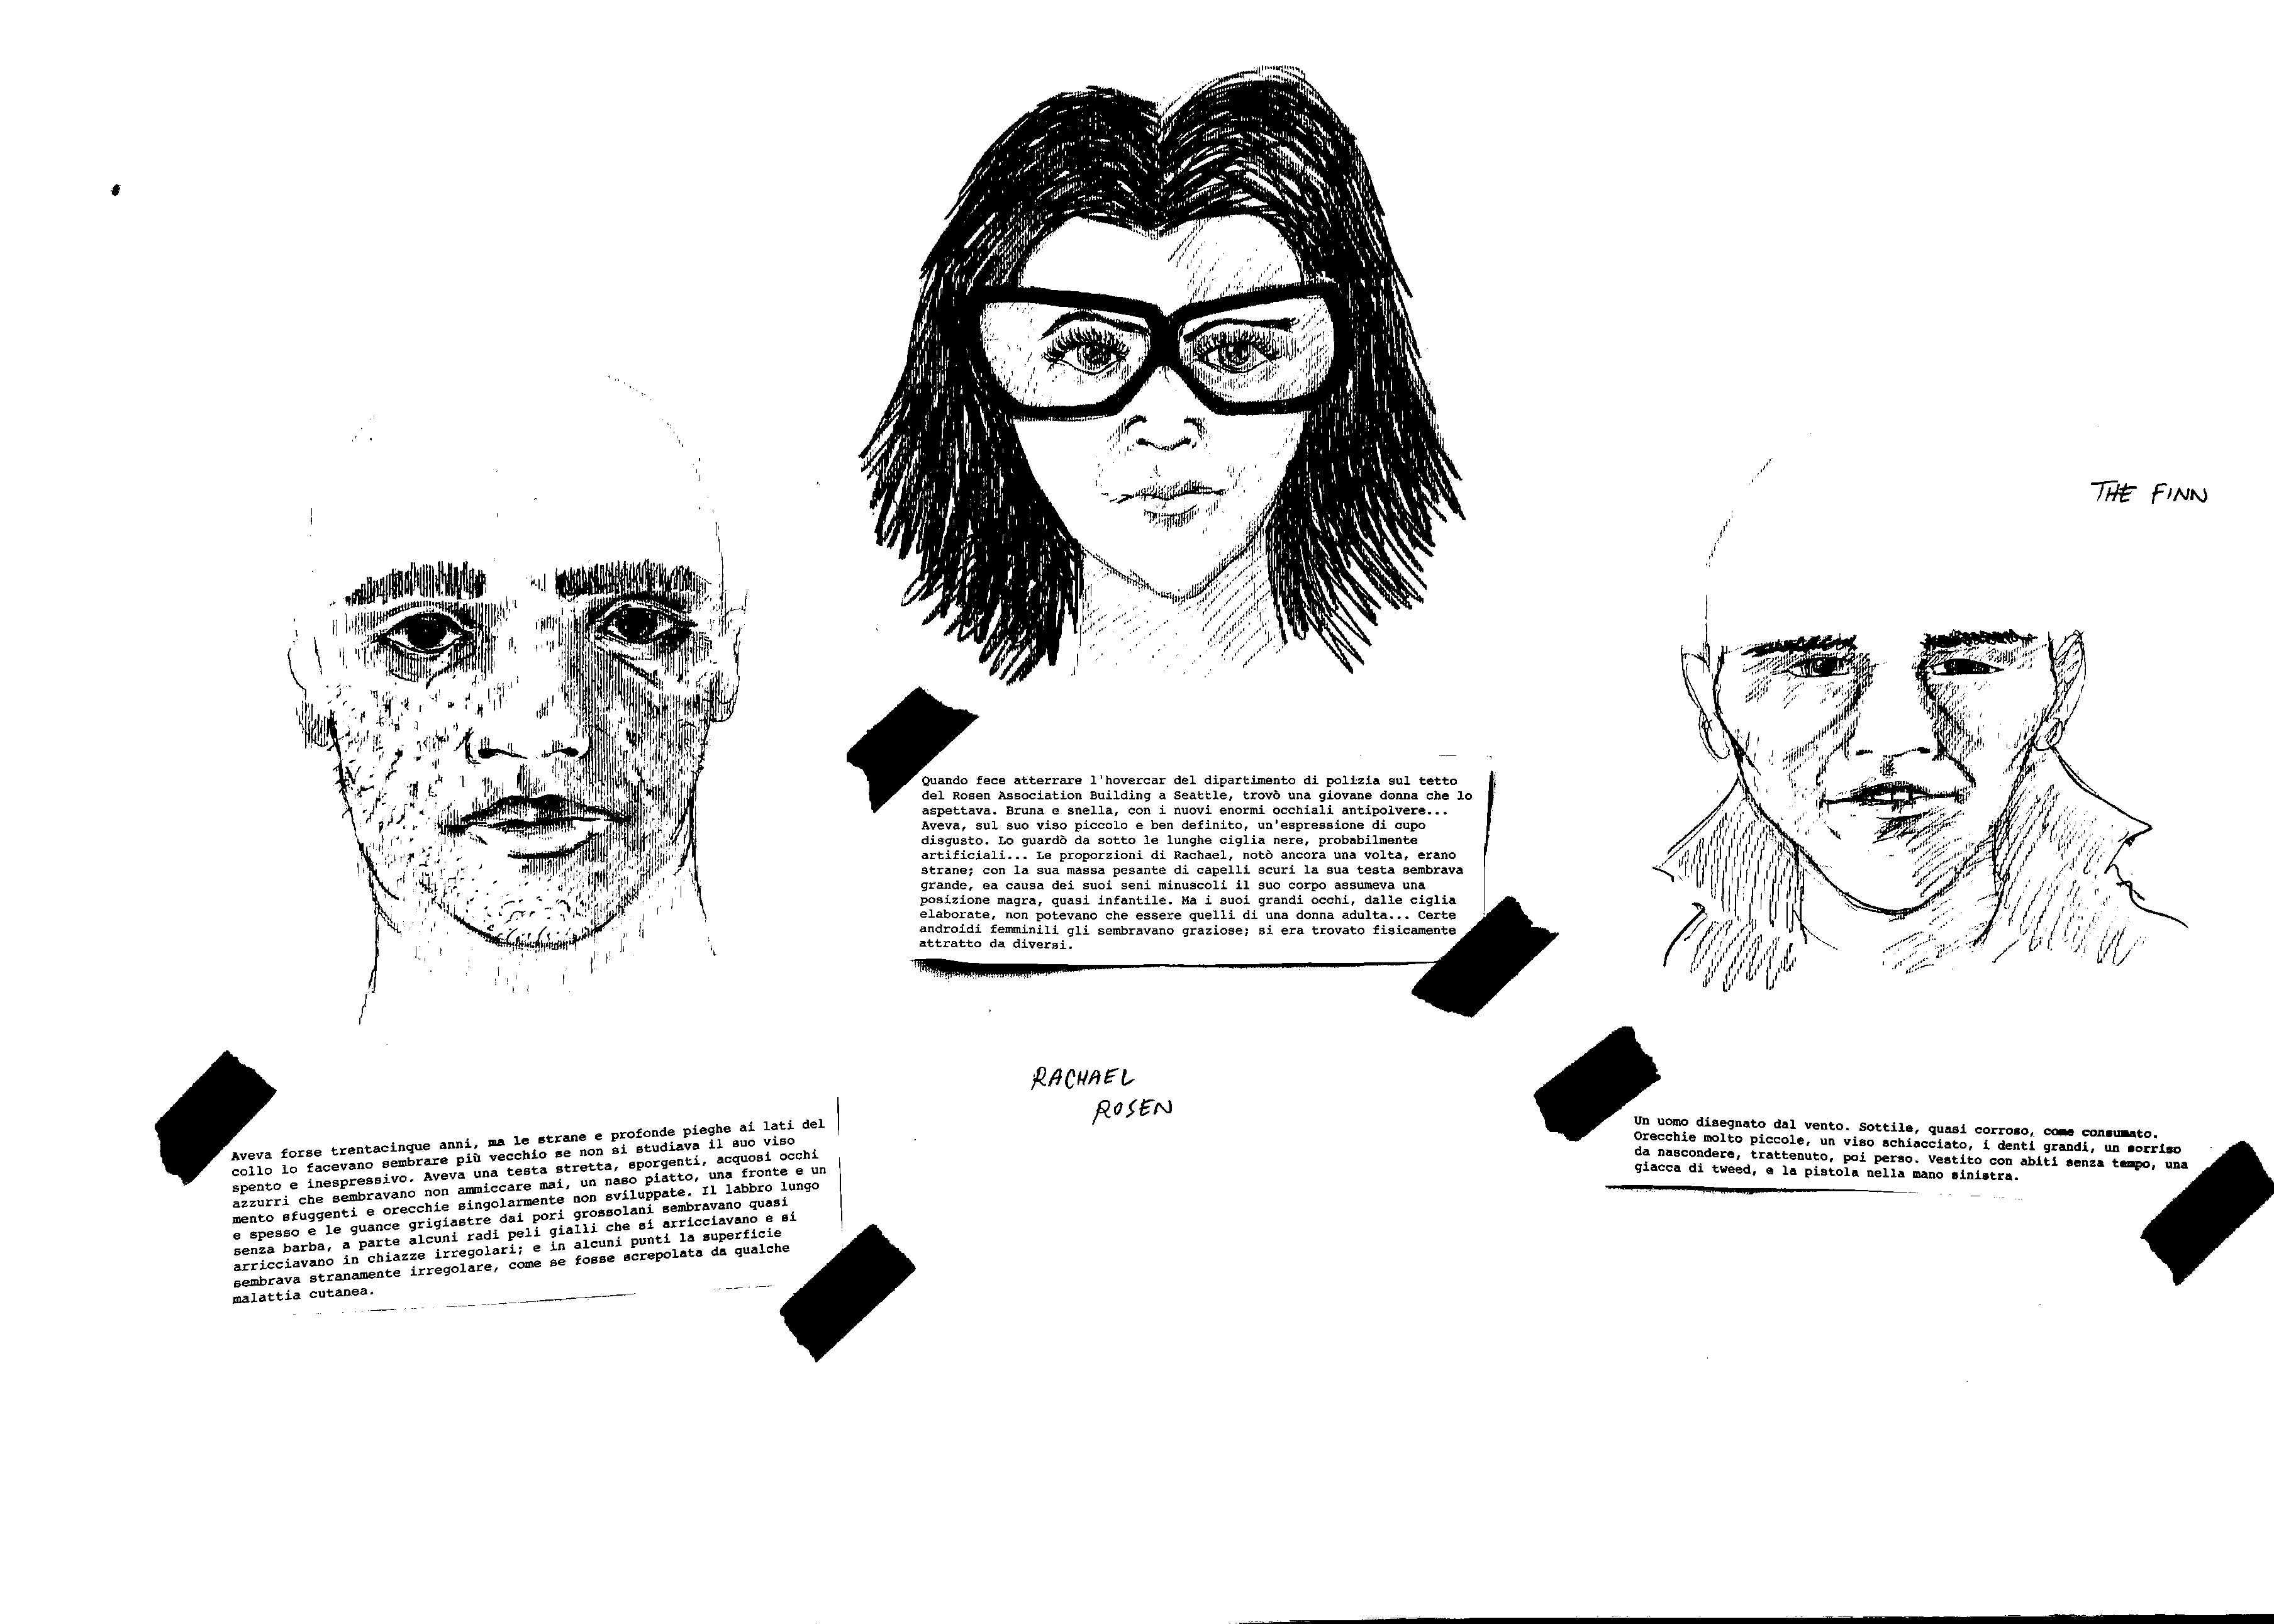 THE FINN
Quando fece atterrare l'hovercar del dipartimento di polizia sul tetto
del Rosen Association Building a Seattle, trovò una giovane donna che lo
aspettava. Bruna e snella, con i nuovi enormi occhiali antipolvere...
Aveva, sul suo viso piccolo e ben definito, un'espressione di cupo
disgusto. Lo guardò da sotto le lunghe ciglia nere, probabilmente
artificiali... Le proporzioni di Rachael, notò ancora una volta, erano
strane; con la sua massa pesante di capelli scuri la sua testa sembrava
grande, ea causa dei suoi seni minuscoli il suo corpo assumeva una
posizione magra, quasi infantile. Ma i suoi grandi occhi, dalle ciglia
elaborate, non potevano che essere quelli di una donna adulta... Certe
androidi femminili gli sembravano graziose; si era trovato fisicamente
attratto da diversi.
RACHAEL
ROSEN
Aveva forse trentacinque anni, ma le strane e profonde pieghe ai lati del
collo lo facevano sembrare più vecchio se non si studiava il suo viso
spento e inespressivo. Aveva una testa stretta, sporgenti, acquosi occhi
azzurri che sembravano non ammiccare mai, un naso piatto, una fronte e un
mento sfuggenti e orecchie singolarmente non sviluppate. Il labbro lungo
e spesso e le guance grigiastre dai pori grossolani sembravano quasi
senza barba, a parte alcuni radi peli gialli che si arricciavano e si
arricciavano in chiazze irregolari; e in alcuni punti la superficie
sembrava stranamente irregolare, come se fosse screpolata da qualche
malattia cutanea.
Un uomo disegnato dal vento. Sottile, quasi corroso, come consumato.
Orecchie molto piccole, un viso schiacciato, i denti grandi, un sorriso
da nascondere, trattenuto, poi perso. Vestito con abiti senza tempo, una
giacca di tweed, e la pistola nella mano sinistra.